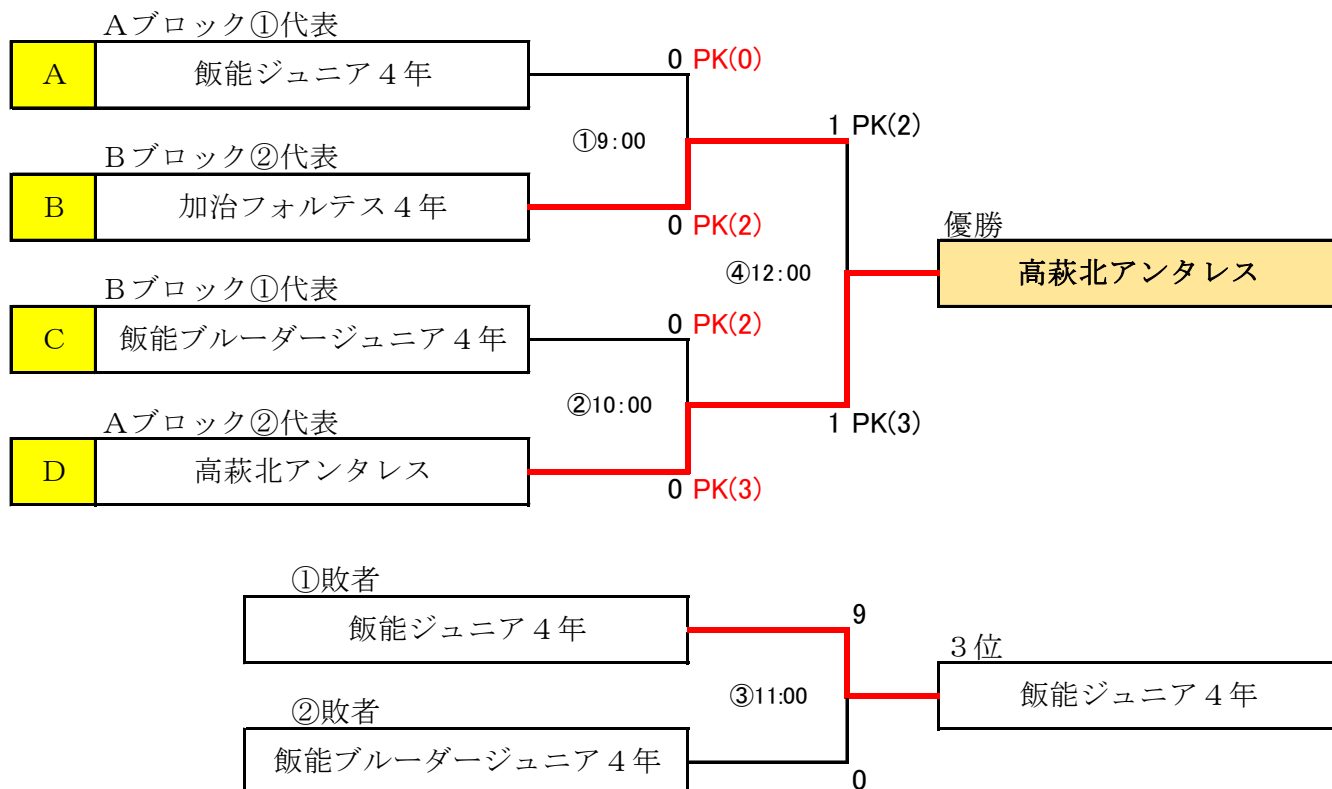 Aブロック①代表
A
飯能ジュニア４年
0 PK(0)
①9:00
1 PK(2)
Bブロック②代表
B
加治フォルテス４年
0 PK(2)
④12:00
優勝
高萩北アンタレス
Bブロック①代表
C
飯能ブルーダージュニア４年
0 PK(2)
②10:00
1 PK(3)
Aブロック②代表
D
高萩北アンタレス
0 PK(3)
①敗者
飯能ジュニア４年
9
③11:00
３位
飯能ジュニア４年
②敗者
飯能ブルーダージュニア４年
0